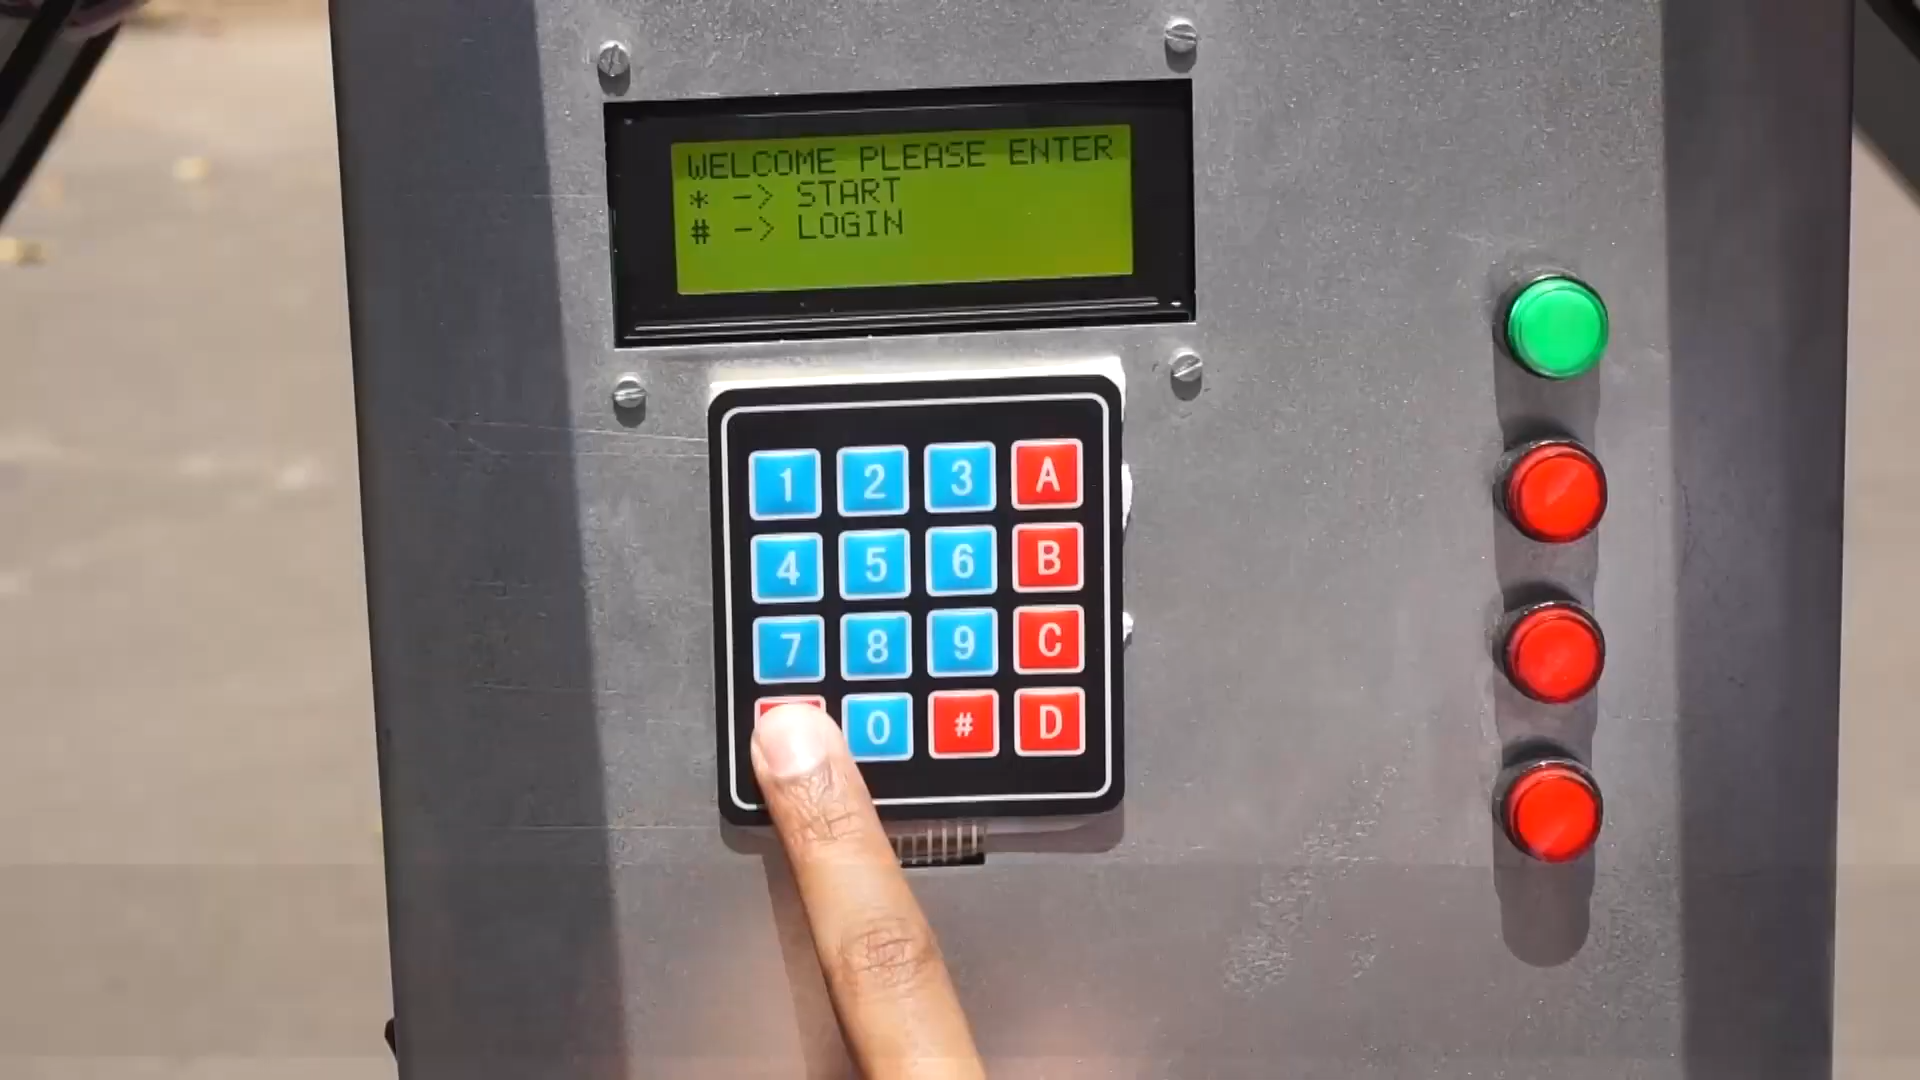 WELCOME PLEASE ENTER
* -> START
# -> LOGIN
1 2 3 A
4 5 6 B
7 8 9 C
0 # D